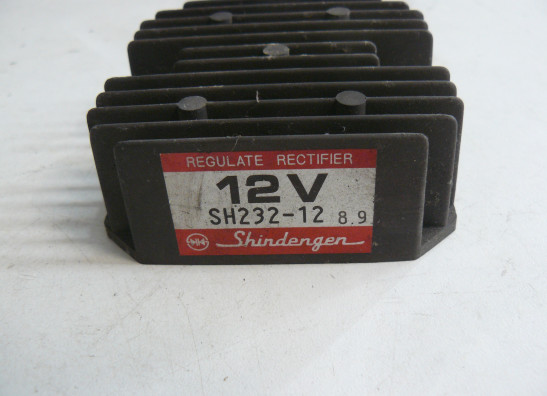 REGULATE RECTIFIER
12V
SH232-12 8.9
Shindengen